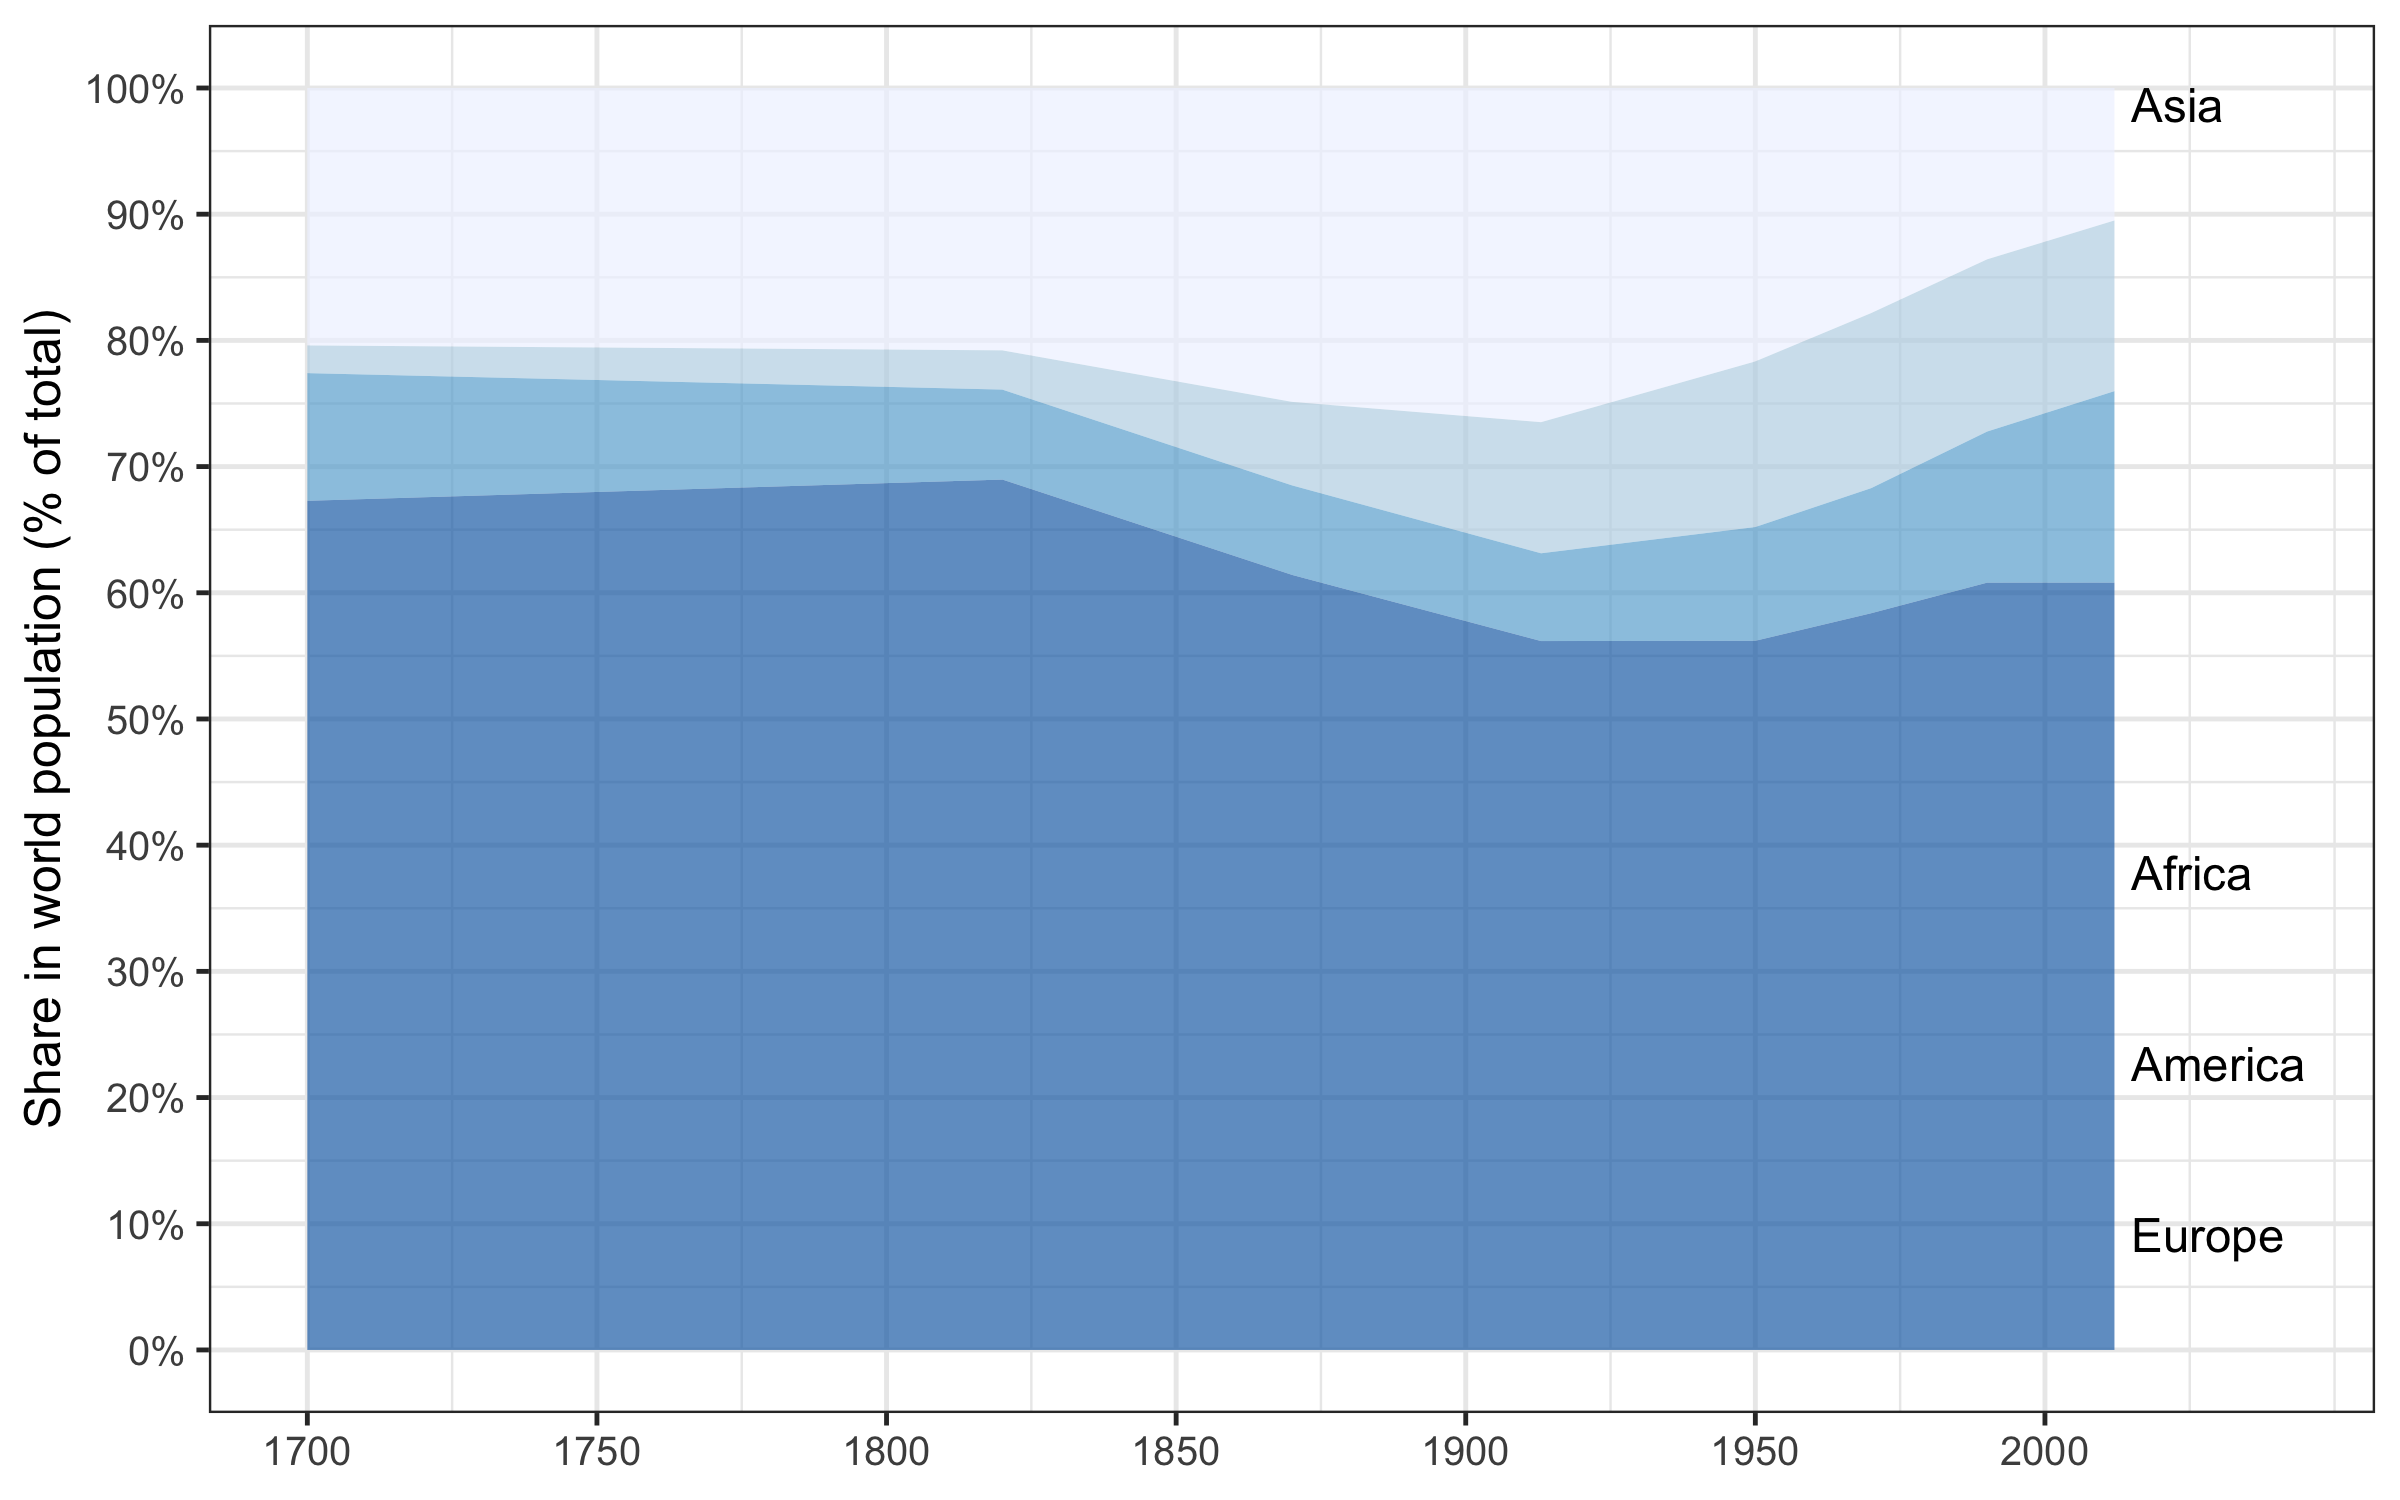 Share in world population (% of total)
100%
90%
80%
70%
60%
50%
40%
30%
20%
10%
0%
Asia
Africa
America
Europe
1700 1750 1800 1850 1900 1950 2000